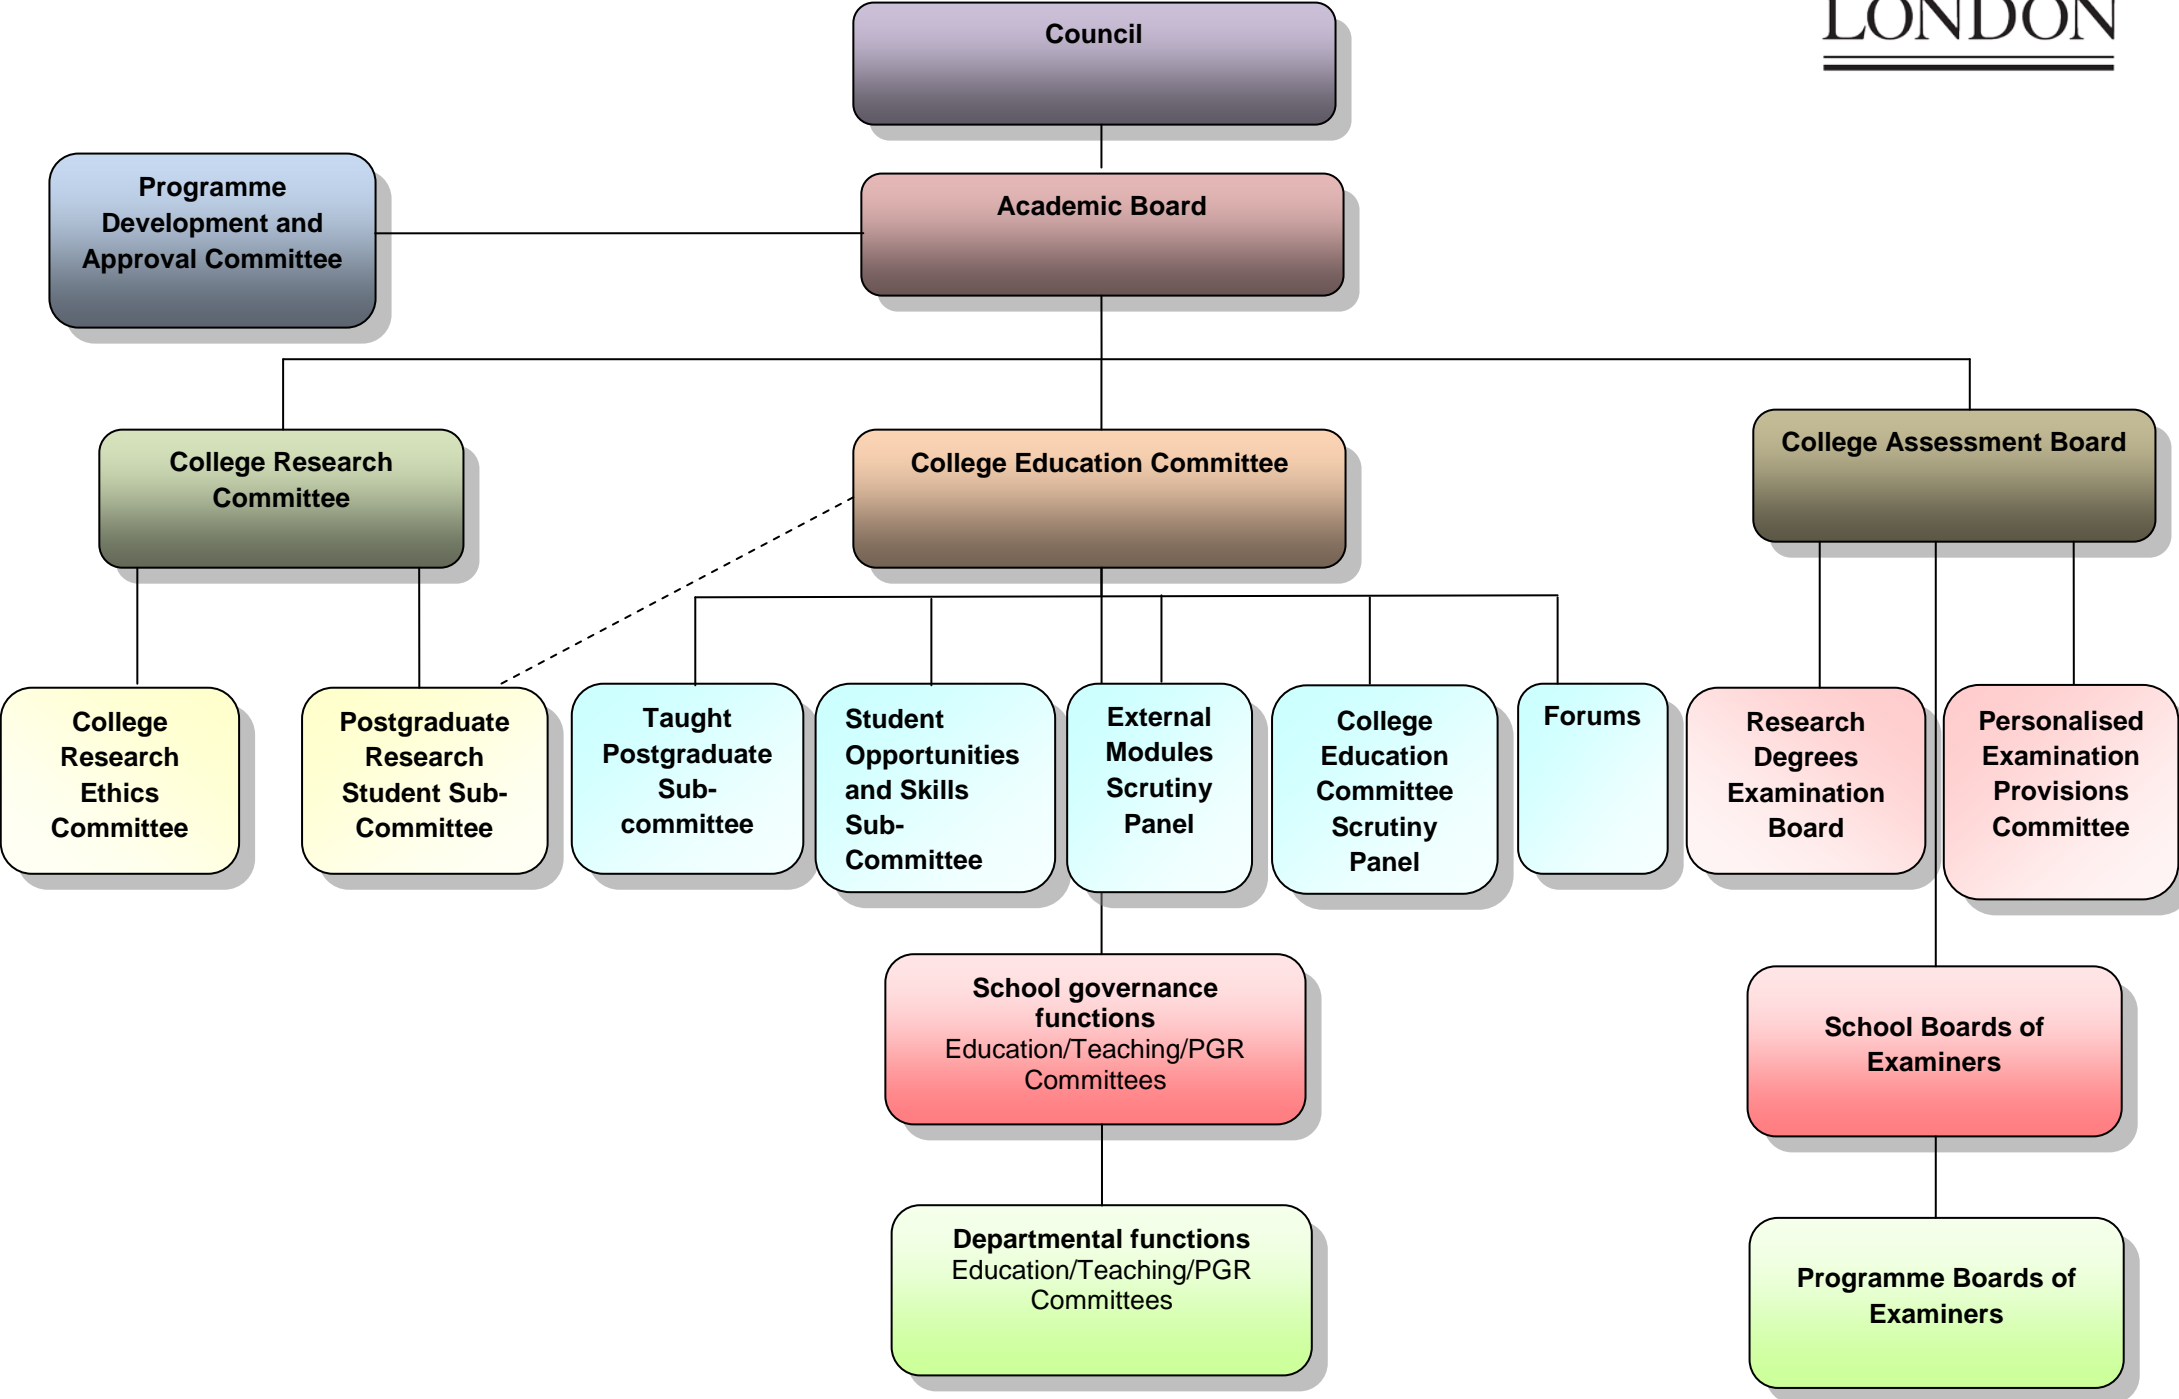 LONDON
Council
Programme
Development and
Approval Committee
Academic Board
College Research
Committee
College Education Committee
College Assessment Board
College
Research
Ethics
Committee
Postgraduate
Research
Student Sub-
Committee
Taught
Postgraduate
Sub-
committee
Student
Opportunities
and Skills
Sub-
Committee
External
Modules
Scrutiny
Panel
College
Education
Committee
Scrutiny
Panel
Forums
Research
Degrees
Examination
Board
Personalised
Examination
Provisions
Committee
School governance
functions
Education/Teaching/PGR
Committees
School Boards of
Examiners
Departmental functions
Education/Teaching/PGR
Committees
Programme Boards of
Examiners